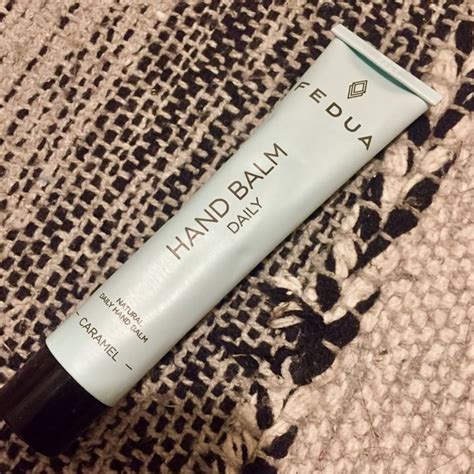 FEDUA
HAND BALM
DAILY
NATURAL
DAILY HAND BALM
– CARAMEL –